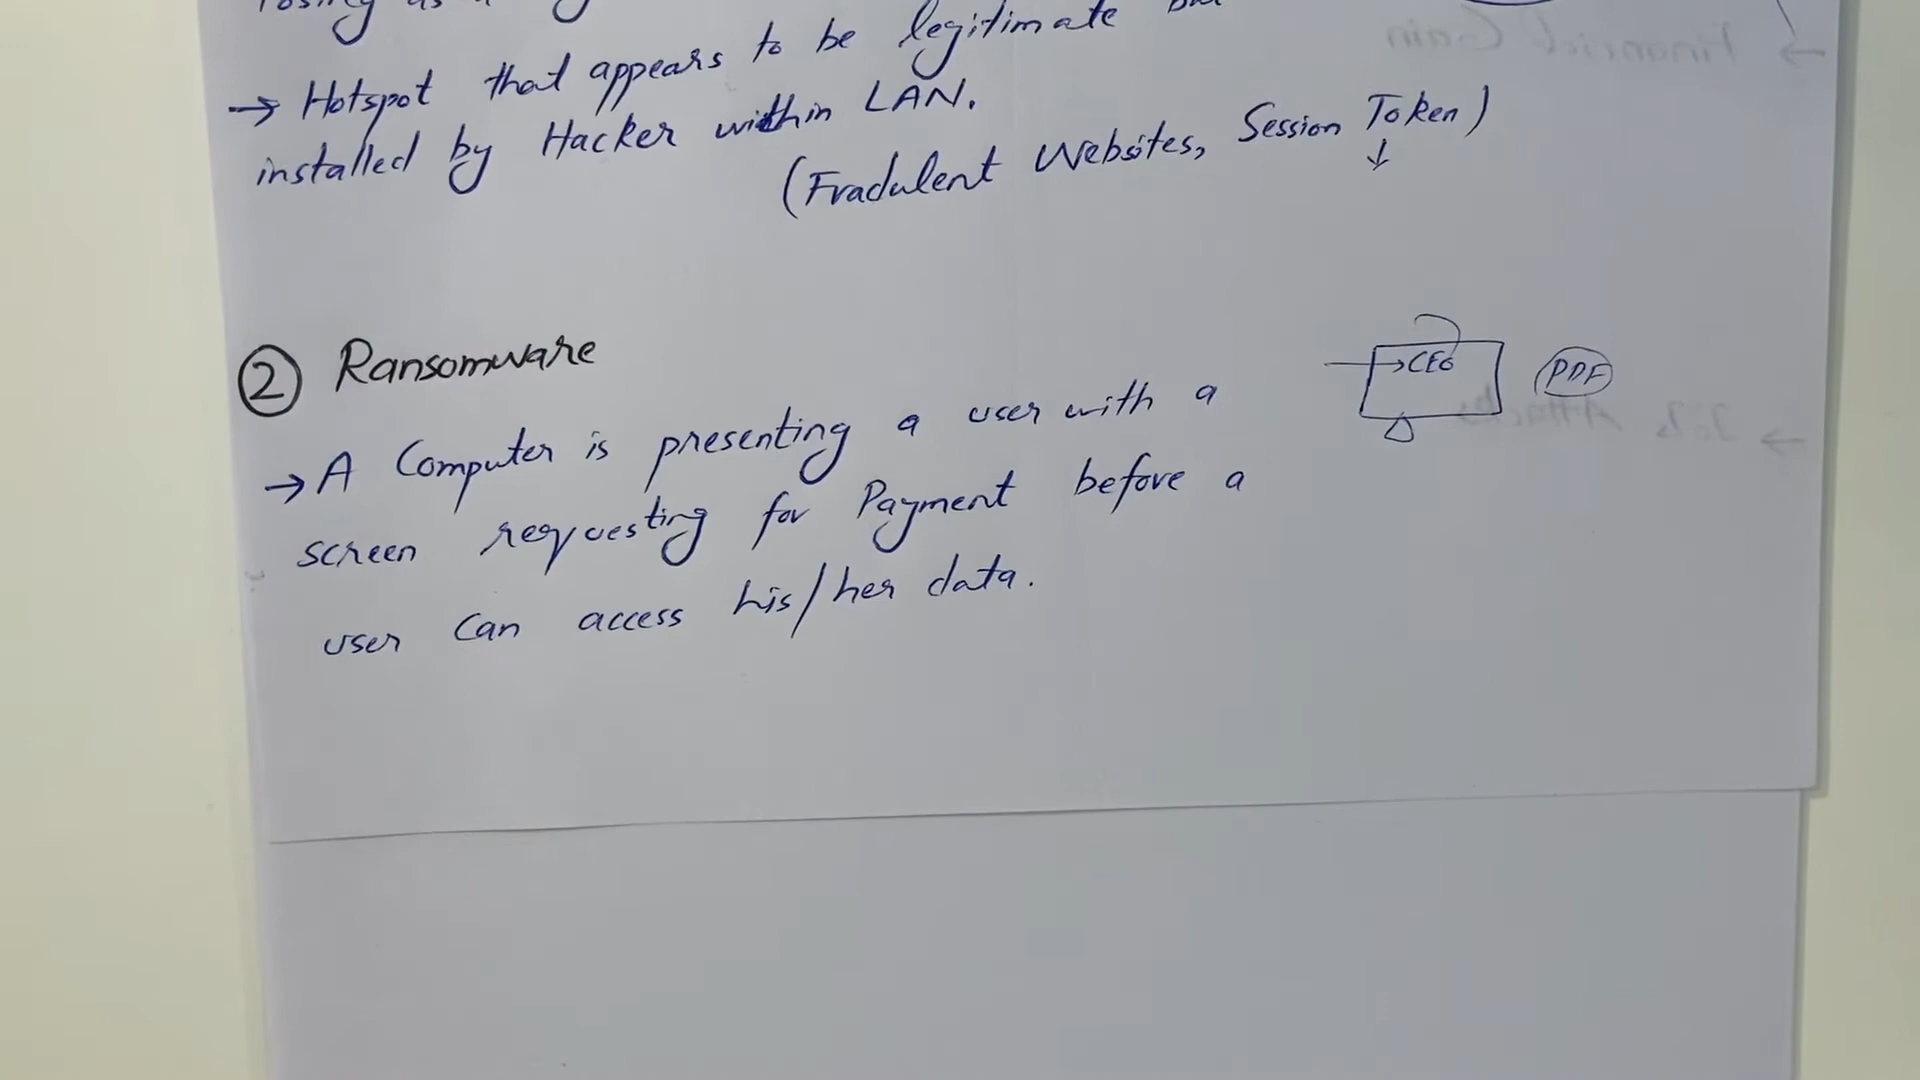 → Hotspot that appears to be legitimate
installed by Hacker within LAN.
(Fradulent Websites, Session Token)
↓
② Ransomware
→ CEO
PDF
→ A Computer is presenting a user with a
screen requesting for Payment before a
user can access his/her data.